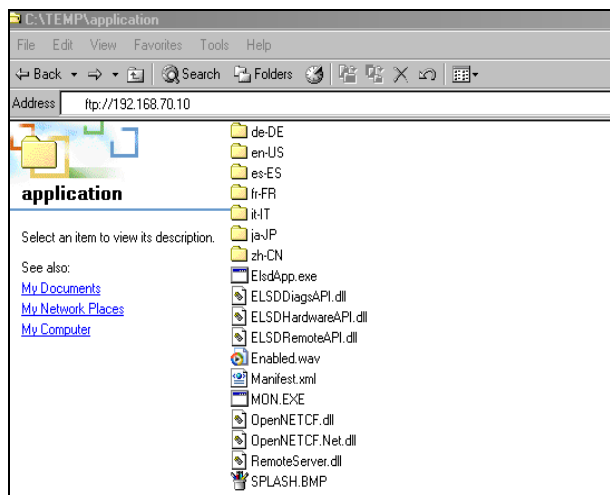 C:\TEMP\application
File Edit View Favorites Tools Help
Back Search Folders
Address ftp://192.168.70.10
application
Select an item to view its description.
See also:
My Documents
My Network Places
My Computer
de-DE
en-US
es-ES
fr-FR
it-IT
ja-JP
zh-CN
ElsdApp.exe
ELSDDiagsAPI.dll
ELSDHardwareAPI.dll
ELSDRemoteAPI.dll
Enabled.wav
Manifest.xml
MON.EXE
OpenNETCF.dll
OpenNETCF.Net.dll
RemoteServer.dll
SPLASH.BMP